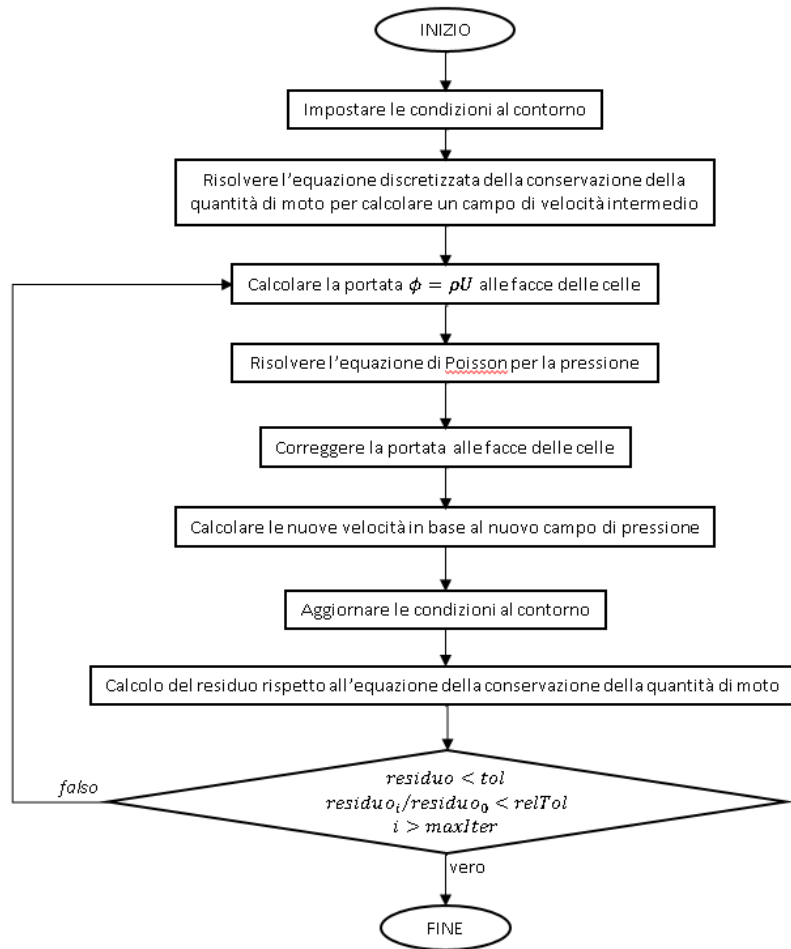 INIZIO
Impostare le condizioni al contorno
Risolvere l'equazione discretizzata della conservazione della
quantità di moto per calcolare un campo di velocità intermedio
Calcolare la portata ϕ = ρU alle facce delle celle
Risolvere l'equazione di Poisson per la pressione
Correggere la portata alle facce delle celle
Calcolare le nuove velocità in base al nuovo campo di pressione
Aggiornare le condizioni al contorno
Calcolo del residuo rispetto all'equazione della conservazione della quantità di moto
falso
residuo < tol
residuo_i/residuo_0 < relTol
i > maxIter
vero
FINE